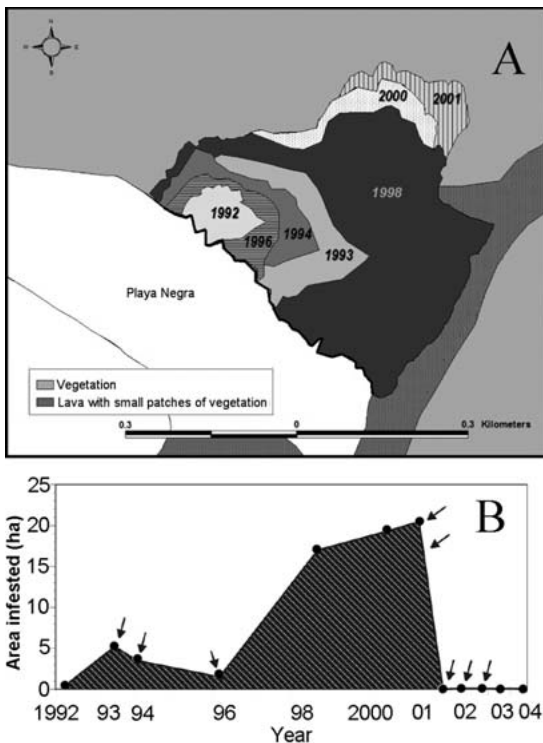 N
W E
S
A
2000 2001
1998
1992
1996 1994
1993
Playa Negra
Vegetation
Lava with small patches of vegetation
0.3 0 0.3 Kilometers
B
Area infested (ha)
25
20
15
10
5
0
1992 93 94 96 98 2000 01 02 03 04
Year